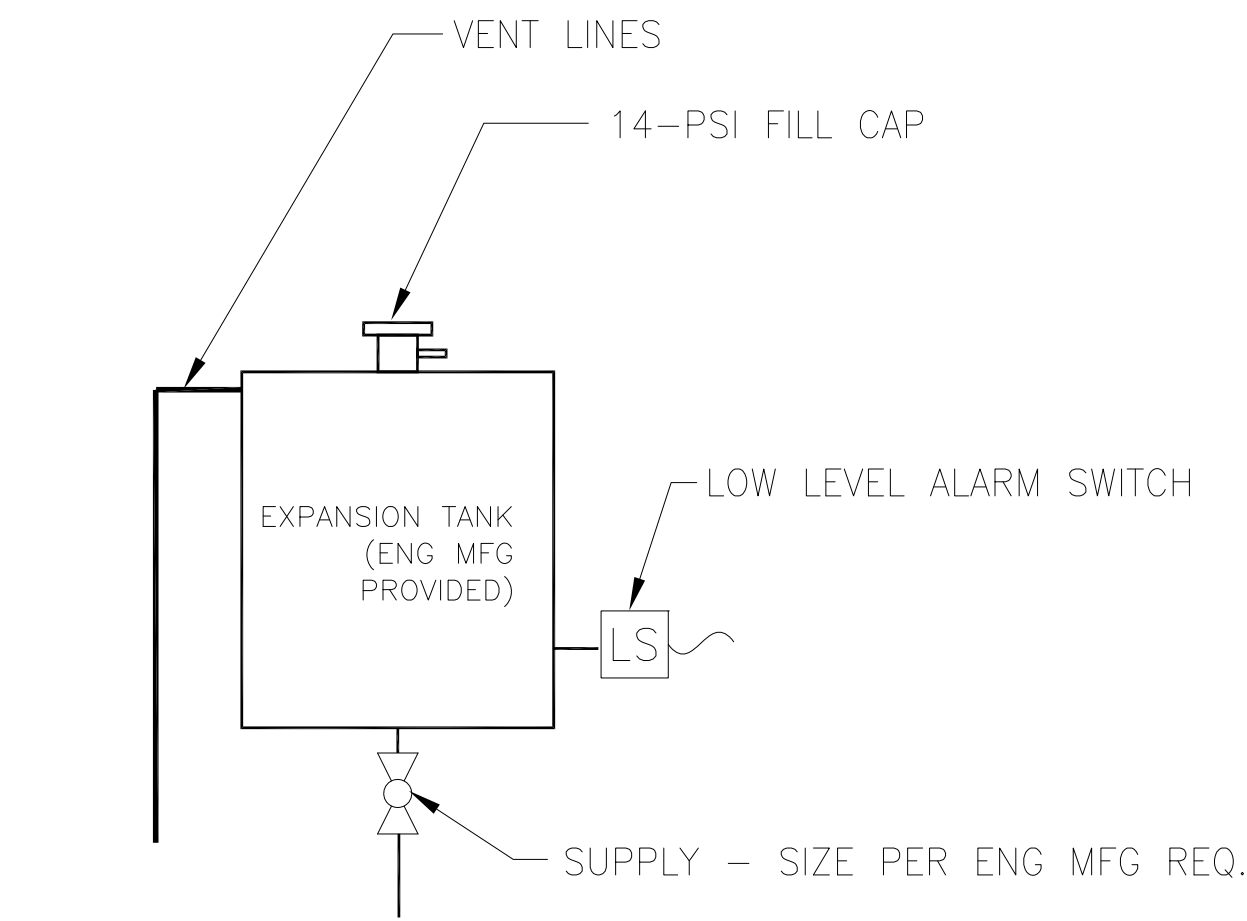 VENT LINES
14-PSI FILL CAP
LOW LEVEL ALARM SWITCH
EXPANSION TANK
(ENG MFG
PROVIDED)
LS
SUPPLY - SIZE PER ENG MFG REQ.